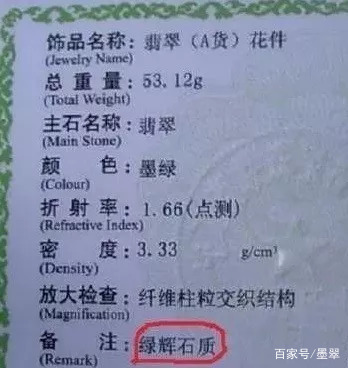 饰品名称：翡翠（A货）花件
(Jewelry Name)
总重量：53.12g
(Total Weight)
主石名称：翡翠
(Main Stone)
颜色：墨绿
(Colour)
折射率：1.66(点测)
(Refractive Index)
密度：3.33 g/cm³
(Density)
放大检查：纤维柱粒交织结构
(Magnification)
备注：绿辉石质
(Remark)
百家号/墨翠